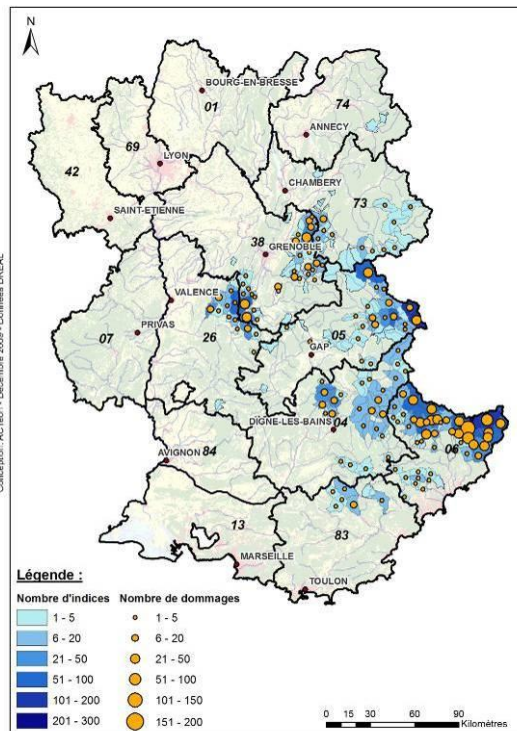 N
BOURG-EN-BRESSE
01
74
ANNECY
69
LYON
42
CHAMBERY
73
SAINT-ETIENNE
38
GRENOBLE
VALENCE
PRIVAS
07
26
05
GAP
DIGNE-LES-BAINS
04
AVIGNON
84
06
13
83
MARSEILLE
TOULON
Légende :
Nombre d'indices Nombre de dommages
1 - 5 1 - 5
6 - 20 6 - 20
21 - 50 21 - 50
51 - 100 51 - 100
101 - 200 101 - 150
201 - 300 151 - 200
0 15 30 60 90
Kilomètres